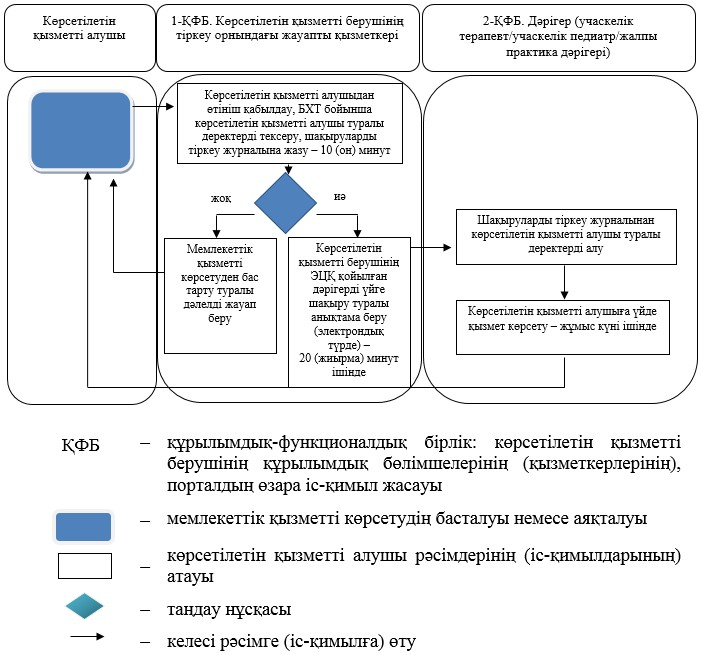 Көрсетілетін
қызметті алушы
1-ҚФБ. Көрсетілетін қызметті берушінің
тіркеу орнындағы жауапты қызметкері
2-ҚФБ. Дәрігер (учаскелік
терапевт/учаскелік педиатр/жалпы
практика дәрігері)
Көрсетілетін қызметті алушыдан
өтініш қабылдау, БХТ бойынша
көрсетілетін қызметті алушы туралы
деректерді тексеру, шақыруларды
тіркеу журналына жазу – 10 (он) минут
жоқ
иә
Мемлекеттік
қызметті
көрсетуден бас
тарту туралы
дәлелді жауап
беру
Көрсетілетін
қызметті берушінің
ЭЦҚ қойылған
дәрігерді үйге
шақыру туралы
анықтама беру
(электрондық
түрде) –
20 (жиырма) минут
ішінде
Шақыруларды тіркеу журналынан
көрсетілетін қызметті алушы туралы
деректерді алу
Көрсетілетін қызметті алушыға үйде
қызмет көрсету – жұмыс күні ішінде
ҚФБ – құрылымдық-функционалдық бірлік: көрсетілетін қызметті
берушінің құрылымдық бөлімшелерінің (қызметкерлерінің),
порталдың өзара іс-қимыл жасауы
– мемлекеттік қызметті көрсетудің басталуы немесе аяқталуы
– көрсетілетін қызметті алушы рәсімдерінің (іс-қимылдарының)
атауы
– таңдау нұсқасы
– келесі рәсімге (іс-қимылға) өту